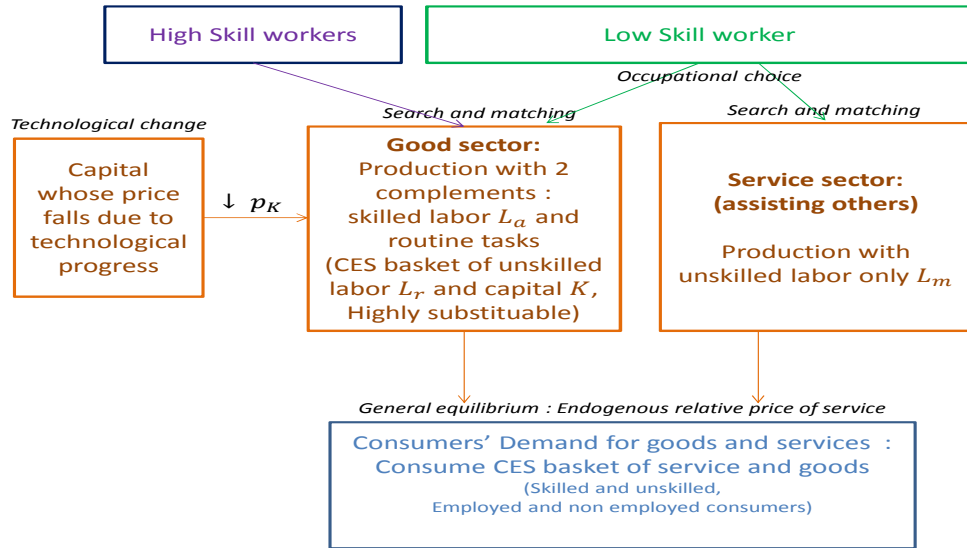 High Skill workers
Low Skill worker
Occupational choice
Search and matching
Search and matching
Technological change
Capital
whose price
falls due to
technological
progress
↓ p_K
Good sector:
Production with 2
complements :
skilled labor L_a and
routine tasks
(CES basket of unskilled
labor L_r and capital K,
Highly substituable)
Service sector:
(assisting others)
Production with
unskilled labor only L_m
General equilibrium : Endogenous relative price of service
Consumers’ Demand for goods and services :
Consume CES basket of service and goods
(Skilled and unskilled,
Employed and non employed consumers)